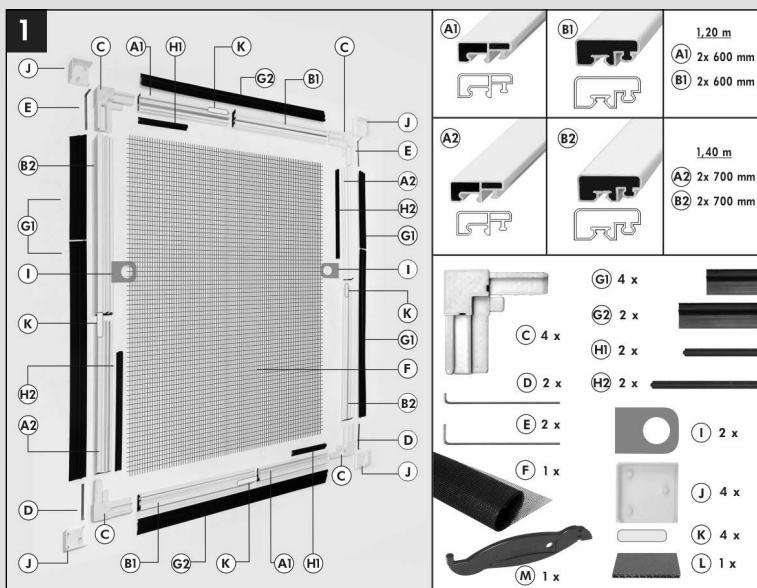 1
C
A1
H1
K
G2
B1
C
J
J
E
E
B2
A2
H2
G1
G1
I
I
K
K
G1
H2
F
A2
B2
D
D
C
J
J
C
B1
G2
K
A1
H1
A1
B1
1,20 m
A1 2x 600 mm
B1 2x 600 mm
A2
B2
1,40 m
A2 2x 700 mm
B2 2x 700 mm
C 4 x
D 2 x
E 2 x
F 1 x
M 1 x
G1 4 x
G2 2 x
H1 2 x
H2 2 x
I 2 x
J 4 x
K 4 x
L 1 x